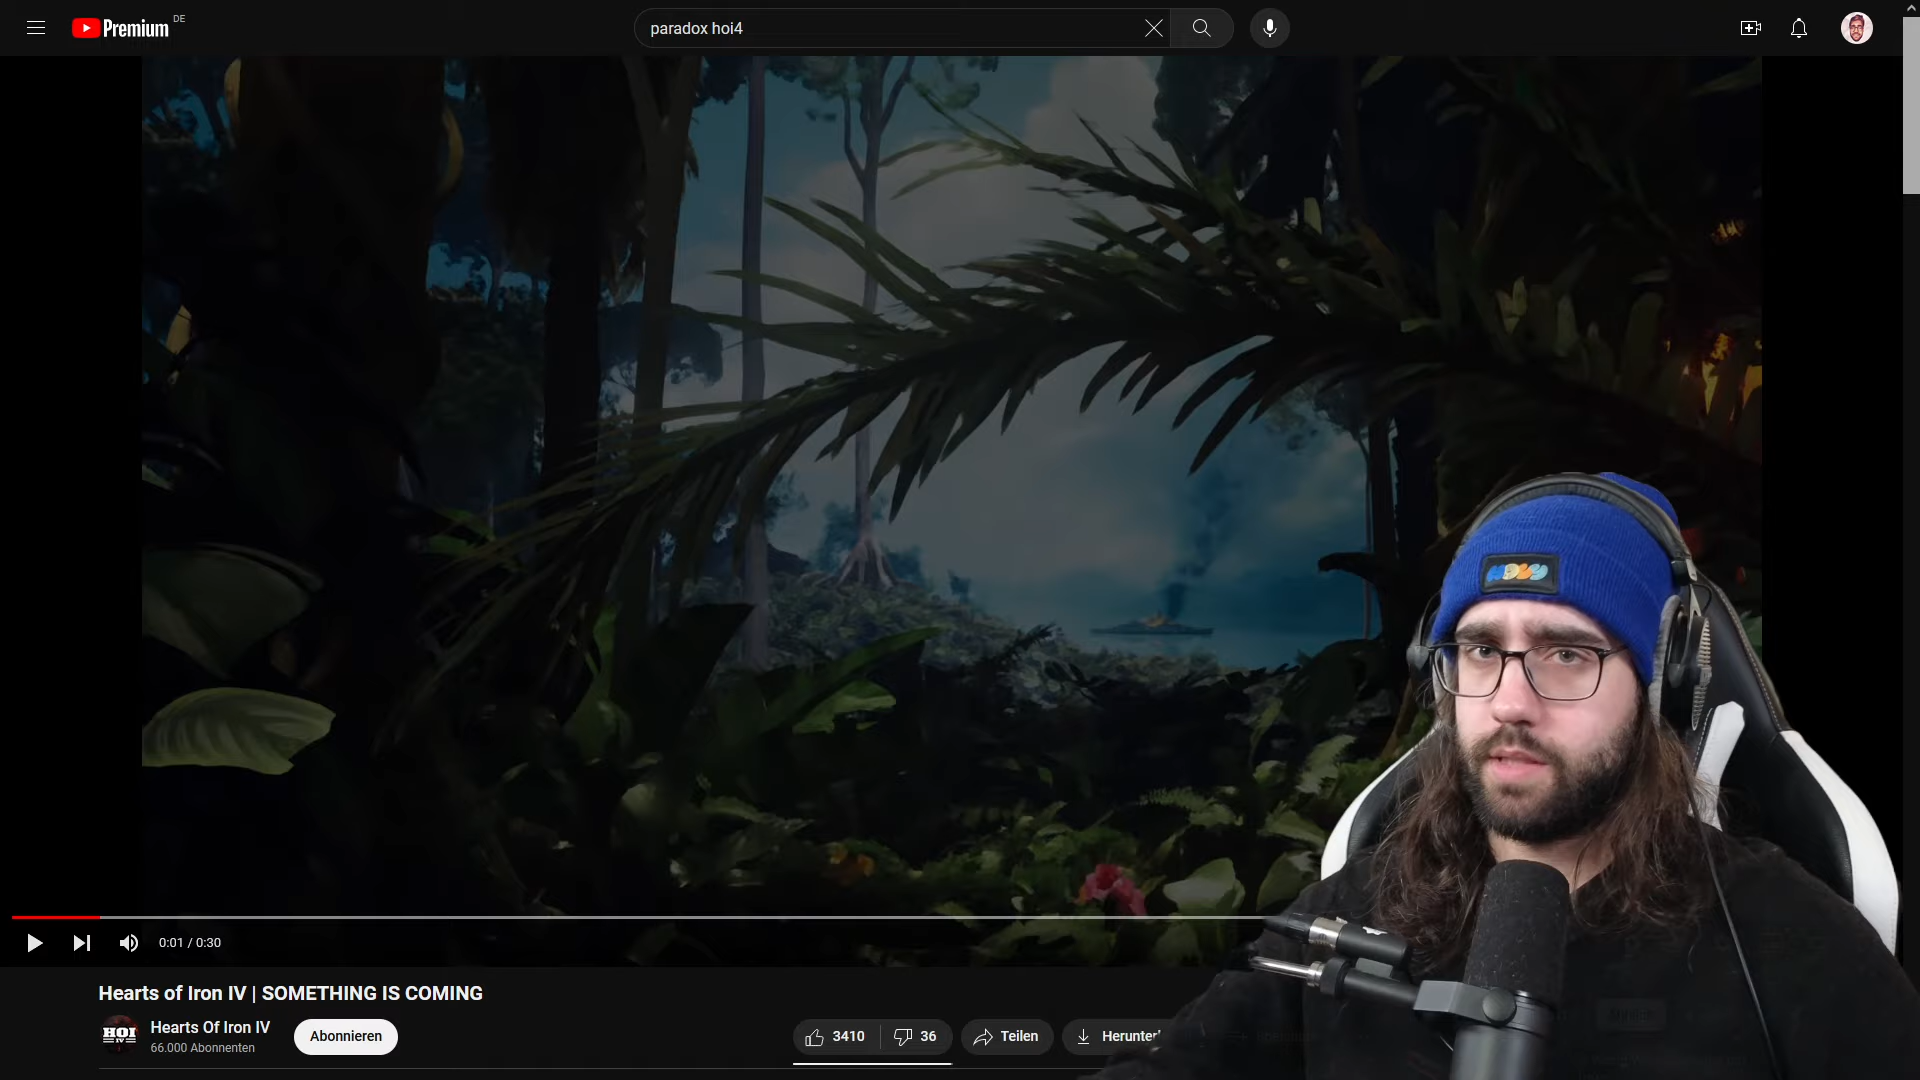 Premium DE
paradox hoi4
0:01 / 0:30
Hearts of Iron IV | SOMETHING IS COMING
HOI
IV
Hearts Of Iron IV
66.000 Abonnenten
Abonnieren
3410
36
Teilen